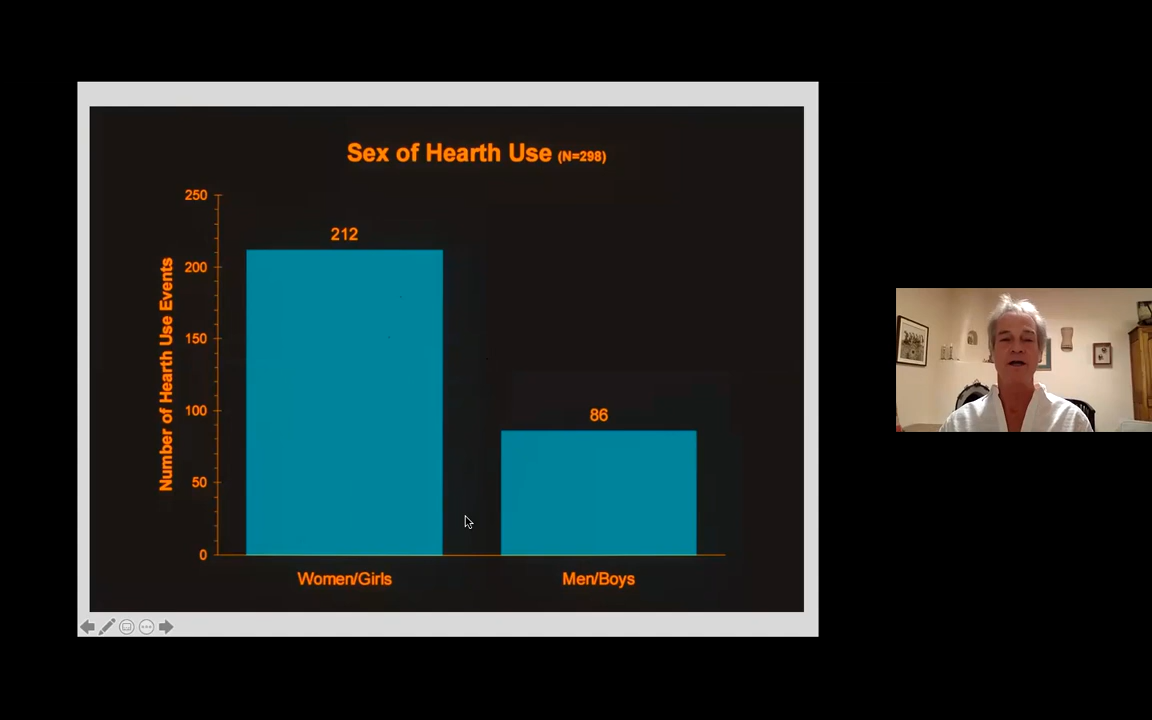 Sex of Hearth Use (N=298)
Number of Hearth Use Events
250
200
150
100
50
0
212
86
Women/Girls
Men/Boys